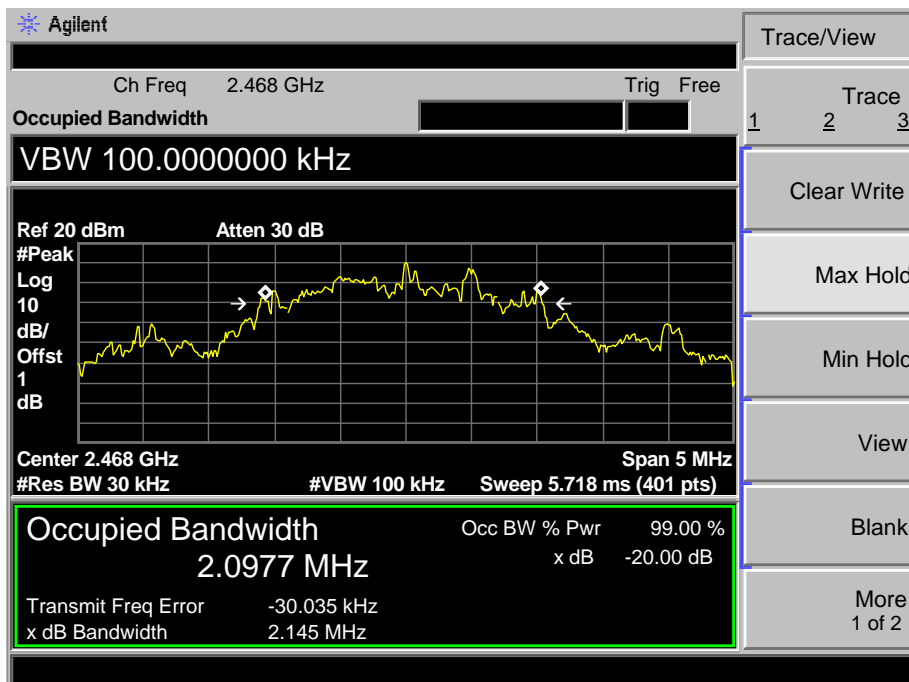 Agilent
Trace/View
Ch Freq 2.468 GHz Trig Free
Occupied Bandwidth
Trace
1 2 3
VBW 100.0000000 kHz
Clear Write
Ref 20 dBm Atten 30 dB
#Peak
Log
10
dB/
Offst
1
dB
Max Hold
Min Hold
View
Center 2.468 GHz Span 5 MHz
#Res BW 30 kHz #VBW 100 kHz Sweep 5.718 ms (401 pts)
Occupied Bandwidth Occ BW % Pwr 99.00 %
2.0977 MHz x dB -20.00 dB
Transmit Freq Error -30.035 kHz
x dB Bandwidth 2.145 MHz
Blank
More
1 of 2